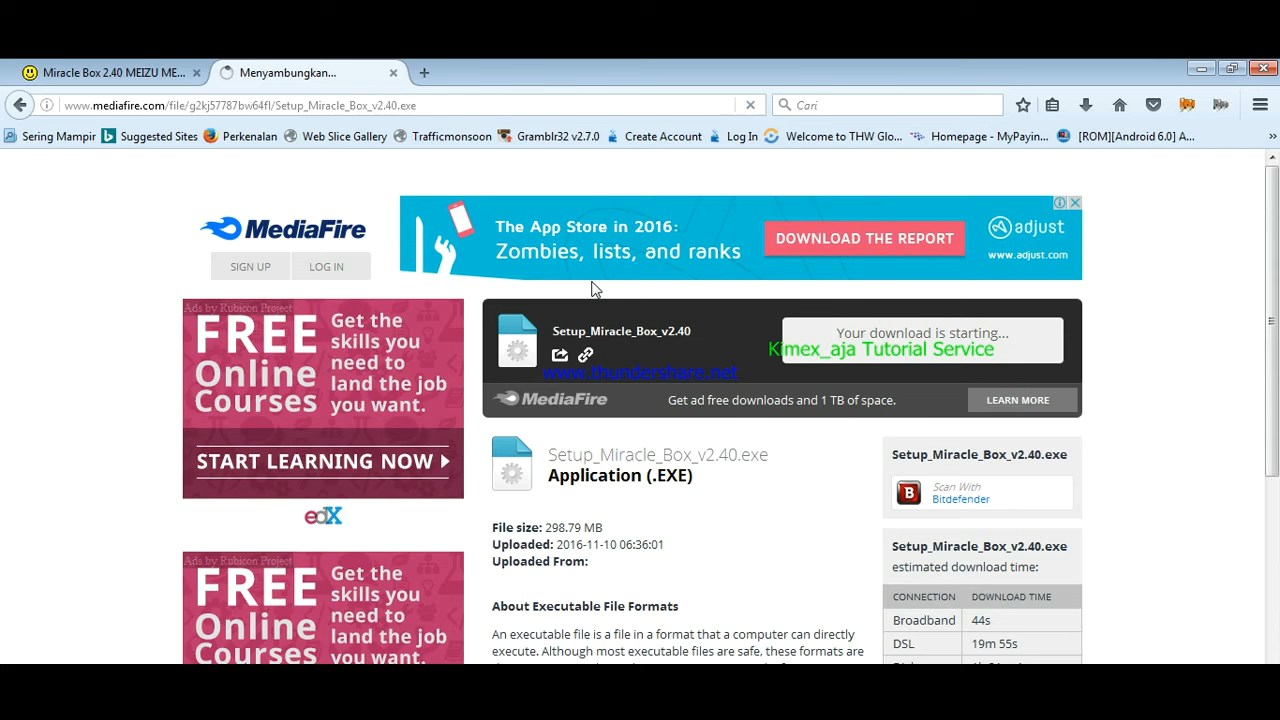 Miracle Box 2.40 MEIZU ME...
Menyambungkan...
www.mediafire.com/file/g2kj57787bw64fl/Setup_Miracle_Box_v2.40.exe
Cari
Sering Mampir
Suggested Sites
Perkenalan
Web Slice Gallery
Trafficmonsoon
Gramblr32 v2.7.0
Create Account
Log In
Welcome to THW Glo...
Homepage - MyPayin...
[ROM][Android 6.0] A...
MediaFire
SIGN UP
LOG IN
The App Store in 2016:
Zombies, lists, and ranks
DOWNLOAD THE REPORT
adjust
www.adjust.com
Ads by Rubicon Project
FREE
Online
Courses
Get the
skills you
need to
land the job
you want.
START LEARNING NOW
edX
Setup_Miracle_Box_v2.40
Your download is starting...
Kimex_aja Tutorial Service
www.thundershare.net
MediaFire
Get ad free downloads and 1 TB of space.
LEARN MORE
Setup_Miracle_Box_v2.40.exe
Application (.EXE)
File size: 298.79 MB
Uploaded: 2016-11-10 06:36:01
Uploaded From:
About Executable File Formats
An executable file is a file in a format that a computer can directly
execute. Although most executable files are safe, these formats are
Setup_Miracle_Box_v2.40.exe
Scan With
Bitdefender
Setup_Miracle_Box_v2.40.exe
estimated download time:
CONNECTION DOWNLOAD TIME
Broadband 44s
DSL 19m 55s
Ads by Rubicon Project
FREE
Online
Courses
Get the
skills you
need to
land the job
you want.